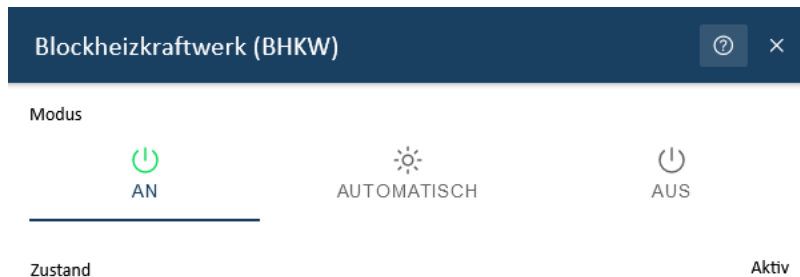 Blockheizkraftwerk (BHKW)
Modus
AN AUTOMATISCH AUS
Zustand Aktiv